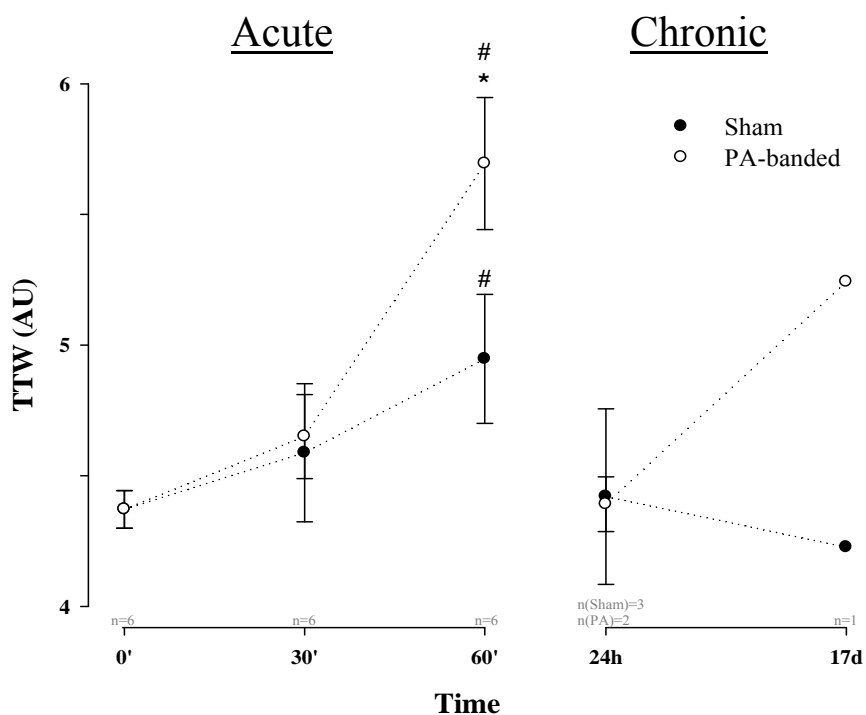 Acute Chronic
#
*
6
Sham
PA-banded
#
5
TTW (AU)
4
n=6 n=6 n=6 n(Sham)=3
n(PA)=2 n=1
0' 30' 60' 24h 17d
Time